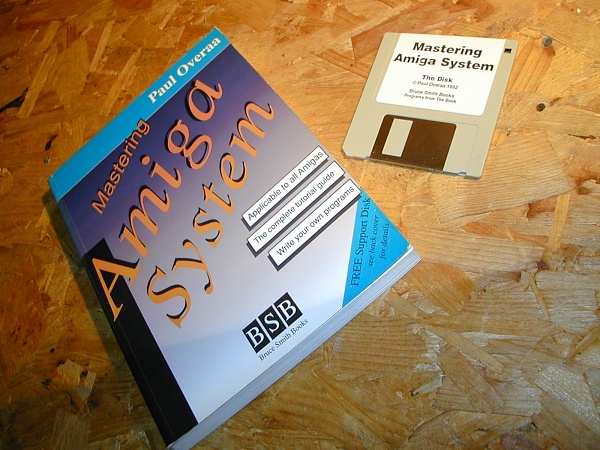 Paul Overaa
Mastering
Amiga
System
Applicable to all Amigas
The complete tutorial guide
Write your own programs
FREE Support Disk
see back cover
for details
BSB
Bruce Smith Books
Mastering
Amiga System
The Disk
© Paul Overaa 1992
Bruce Smith Books
Programs from The Book